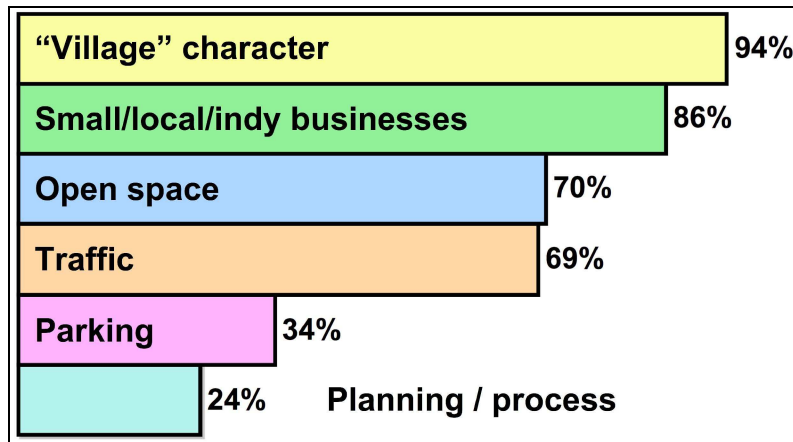 “Village” character 94%
Small/local/indy businesses 86%
Open space 70%
Traffic 69%
Parking 34%
24% Planning / process